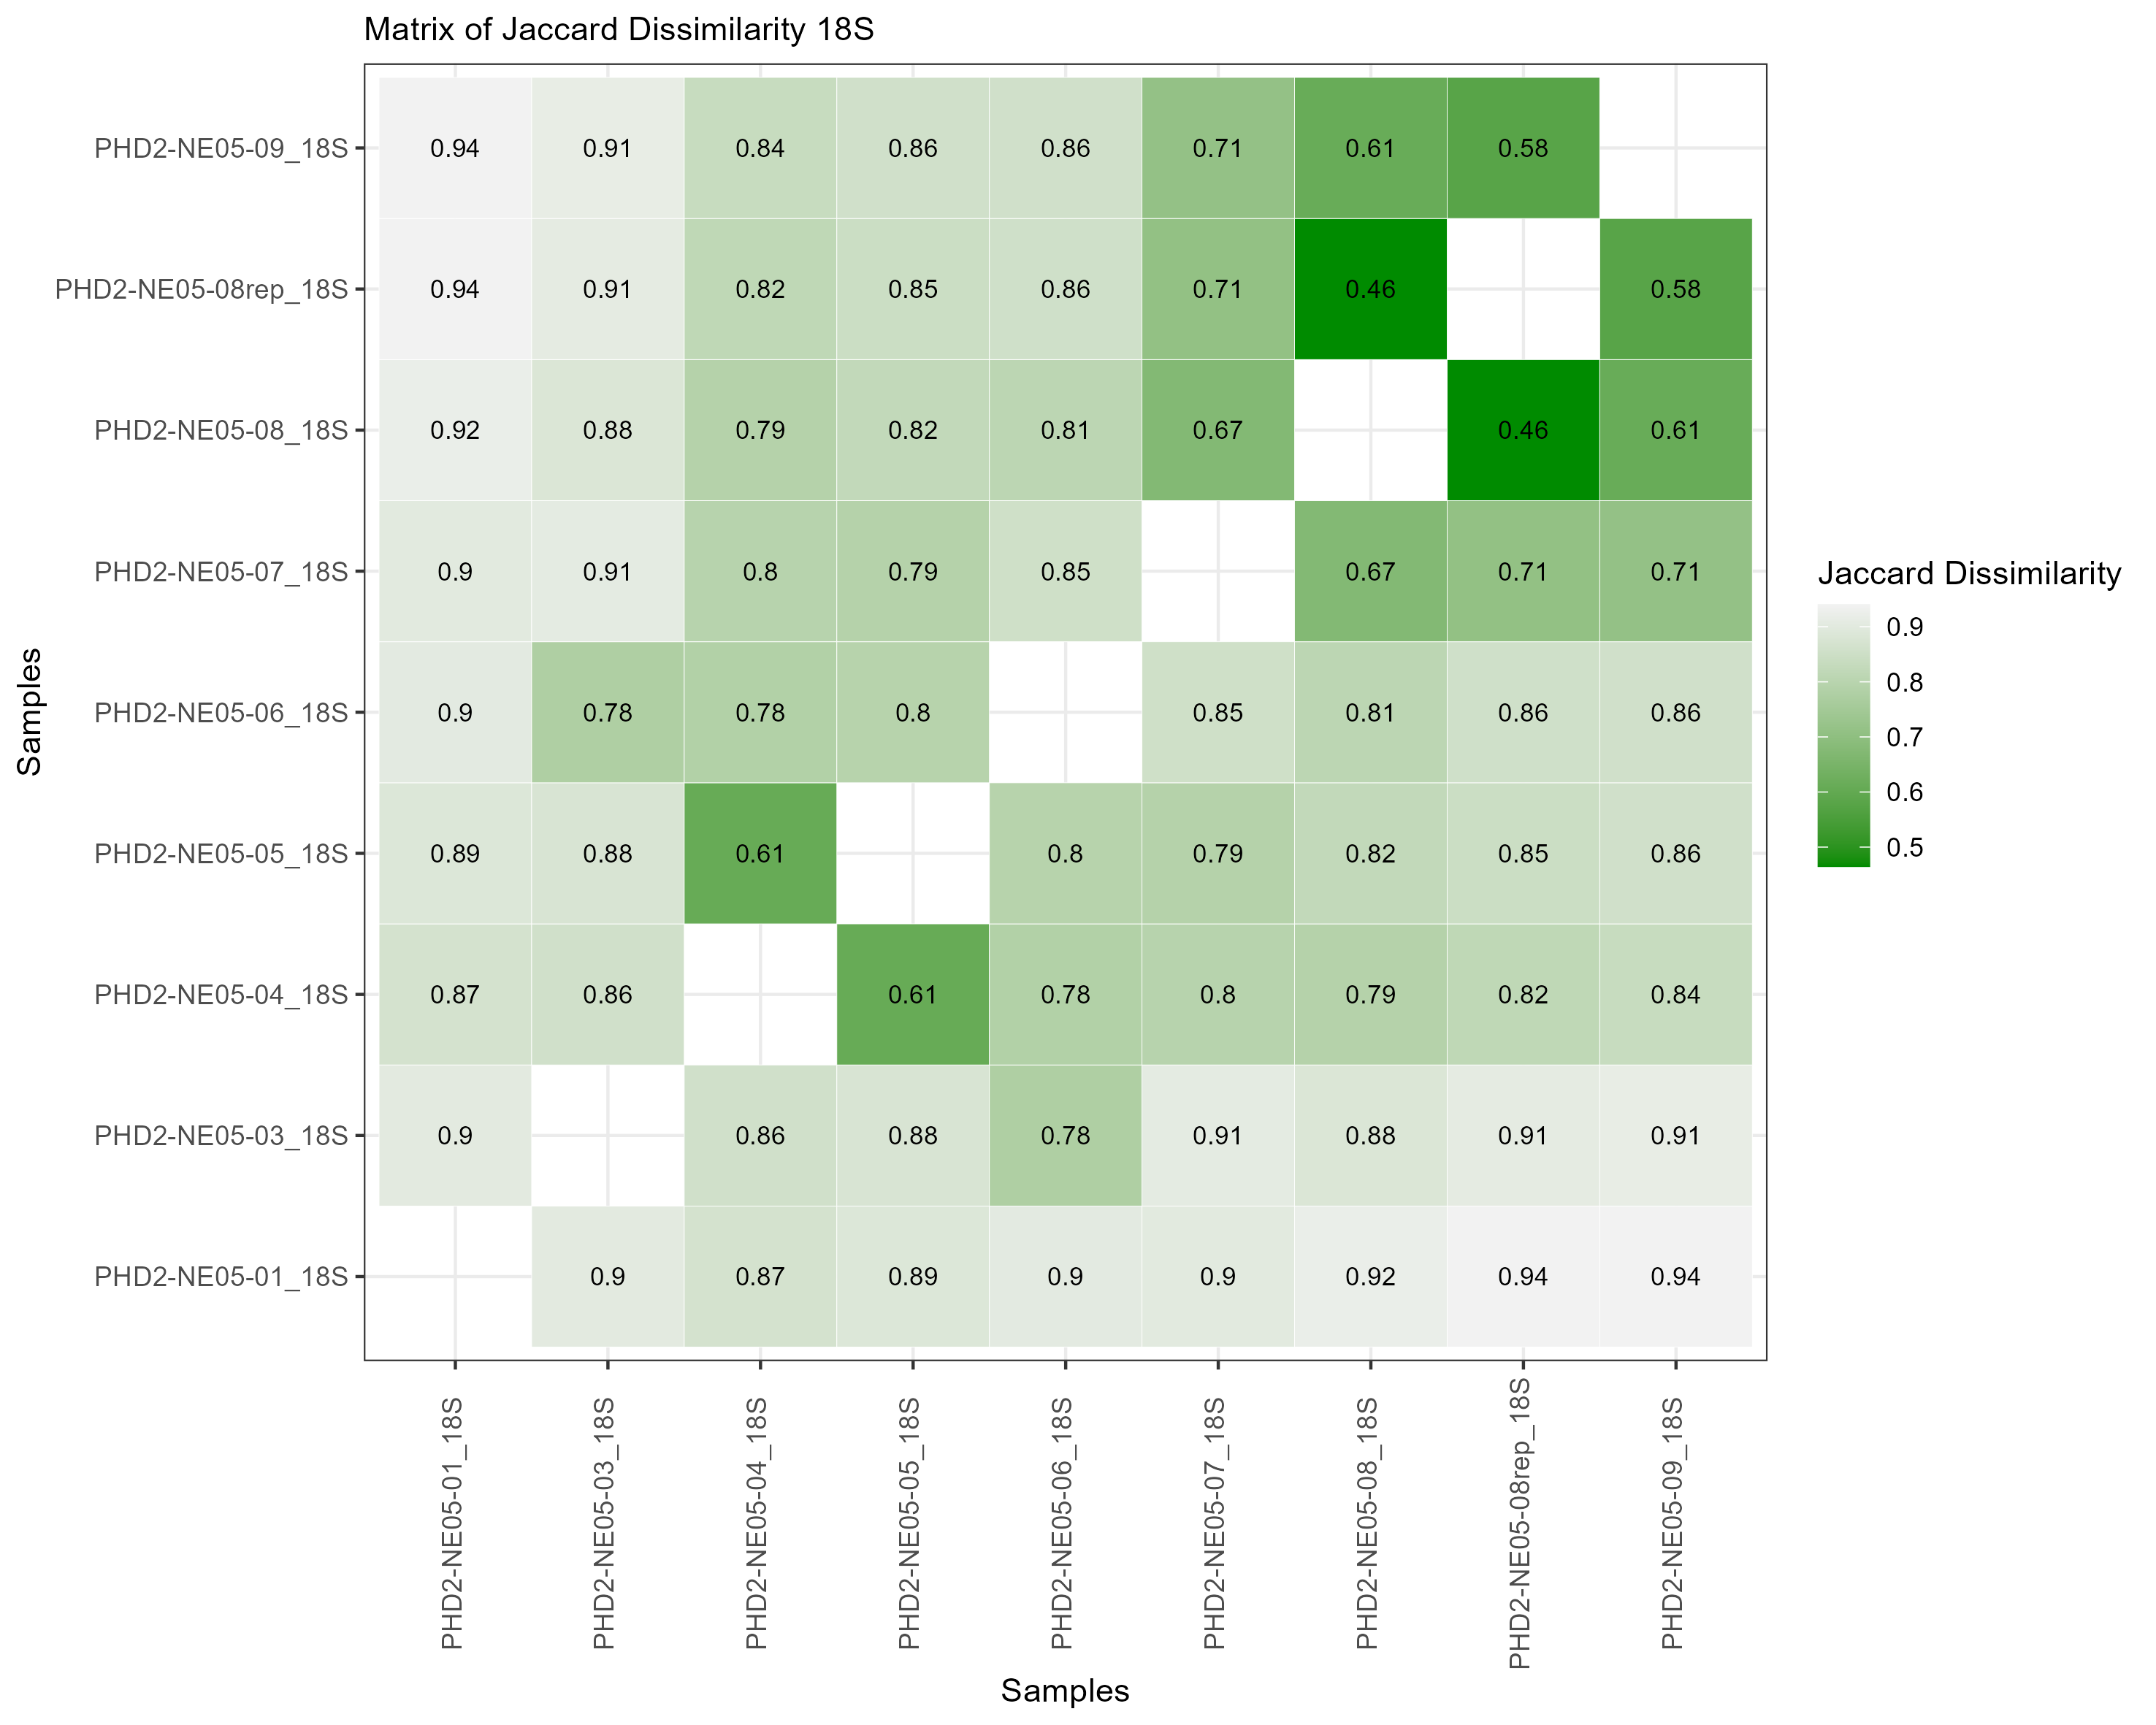 Matrix of Jaccard Dissimilarity 18S
PHD2-NE05-09_18S 0.94 0.91 0.84 0.86 0.86 0.71 0.61 0.58
PHD2-NE05-08rep_18S 0.94 0.91 0.82 0.85 0.86 0.71 0.46 0.58
PHD2-NE05-08_18S 0.92 0.88 0.79 0.82 0.81 0.67 0.46 0.61
PHD2-NE05-07_18S 0.9 0.91 0.8 0.79 0.85 0.67 0.71 0.71
PHD2-NE05-06_18S 0.9 0.78 0.78 0.8 0.85 0.81 0.86 0.86
PHD2-NE05-05_18S 0.89 0.88 0.61 0.8 0.79 0.82 0.85 0.86
PHD2-NE05-04_18S 0.87 0.86 0.61 0.78 0.8 0.79 0.82 0.84
PHD2-NE05-03_18S 0.9 0.86 0.88 0.78 0.91 0.88 0.91 0.91
PHD2-NE05-01_18S 0.9 0.87 0.89 0.9 0.9 0.92 0.94 0.94
Samples
PHD2-NE05-01_18S
PHD2-NE05-03_18S
PHD2-NE05-04_18S
PHD2-NE05-05_18S
PHD2-NE05-06_18S
PHD2-NE05-07_18S
PHD2-NE05-08_18S
PHD2-NE05-08rep_18S
PHD2-NE05-09_18S
Samples
Jaccard Dissimilarity
0.9
0.8
0.7
0.6
0.5